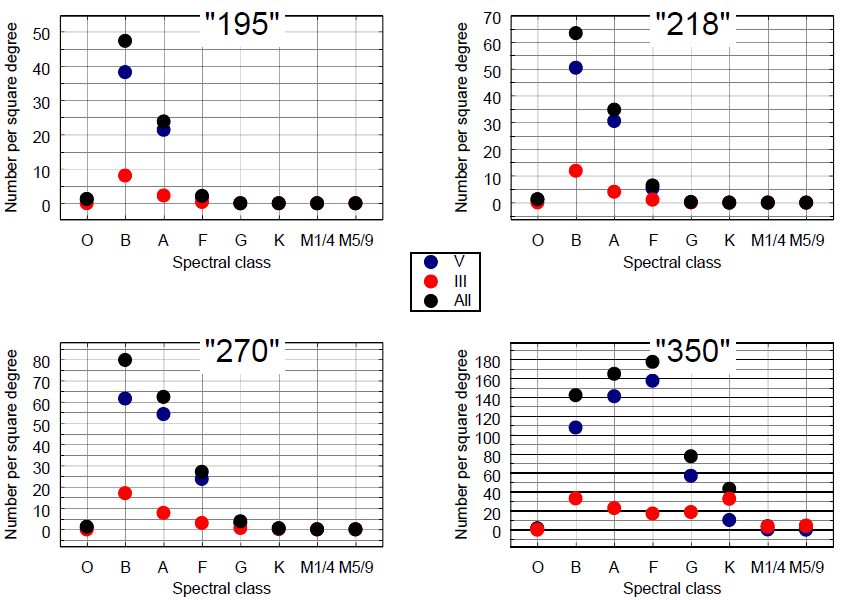 "195"
Number per square degree
50
40
30
20
10
0
O B A F G K M1/4 M5/9
Spectral class
"218"
Number per square degree
70
60
50
40
30
20
10
0
O B A F G K M1/4 M5/9
Spectral class
V
III
All
"270"
Number per square degree
80
70
60
50
40
30
20
10
0
O B A F G K M1/4 M5/9
Spectral class
"350"
Number per square degree
180
160
140
120
100
80
60
40
20
0
O B A F G K M1/4 M5/9
Spectral class